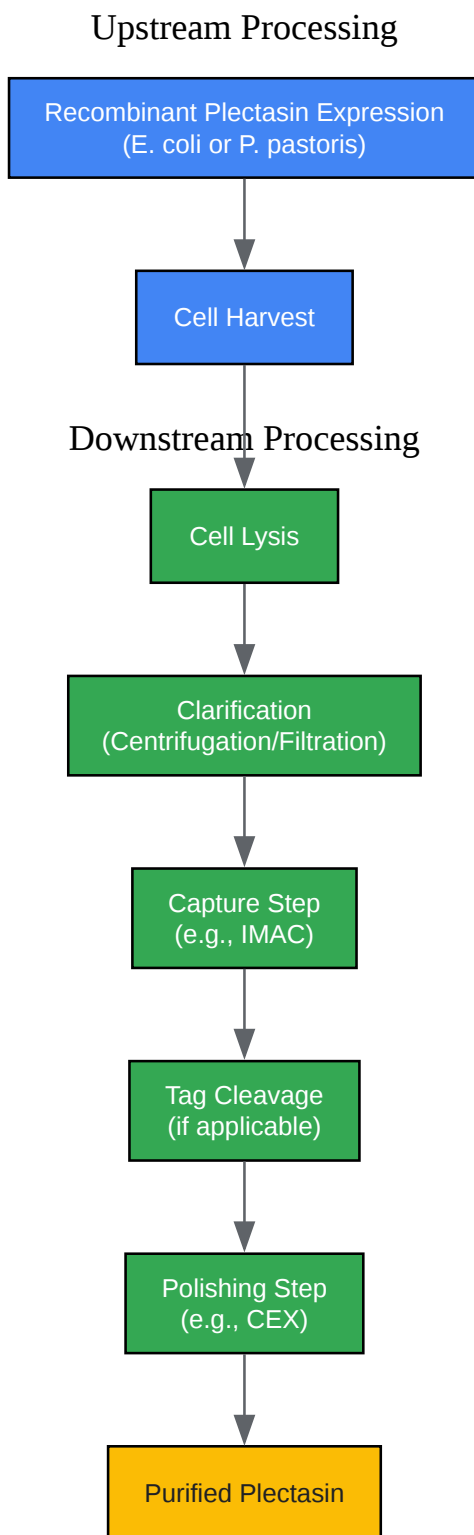 Upstream Processing
Recombinant Plectasin Expression
(E. coli or P. pastoris)
Cell Harvest
Downstream Processing
Cell Lysis
Clarification
(Centrifugation/Filtration)
Capture Step
(e.g., IMAC)
Tag Cleavage
(if applicable)
Polishing Step
(e.g., CEX)
Purified Plectasin